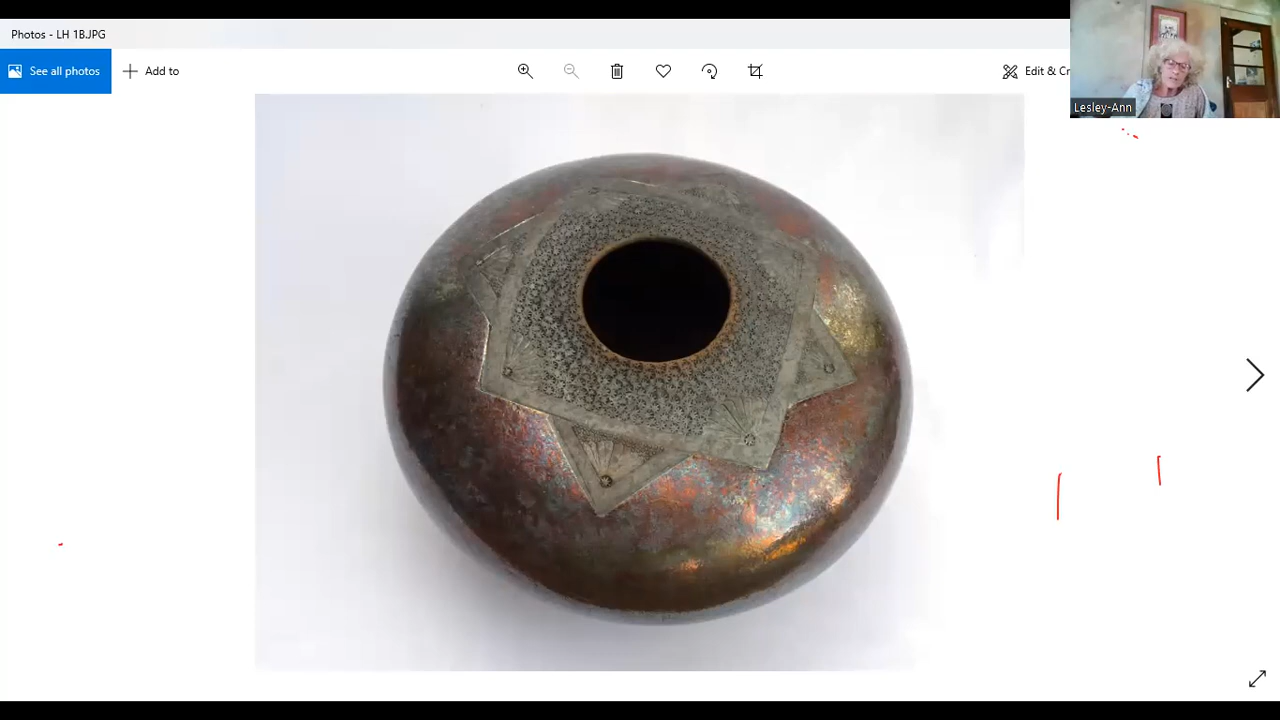 Photos - LH 1B.JPG
See all photos
Add to
Edit & Cr
Lesley-Ann